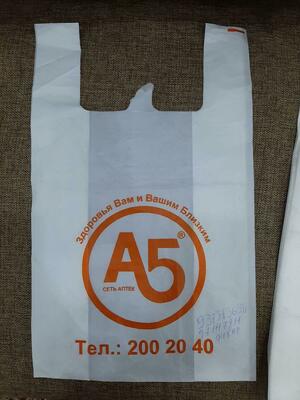 Здоровья Вам и Вашим Близким
А5®
СЕТЬ АПТЕК
Тел.: 200 20 40